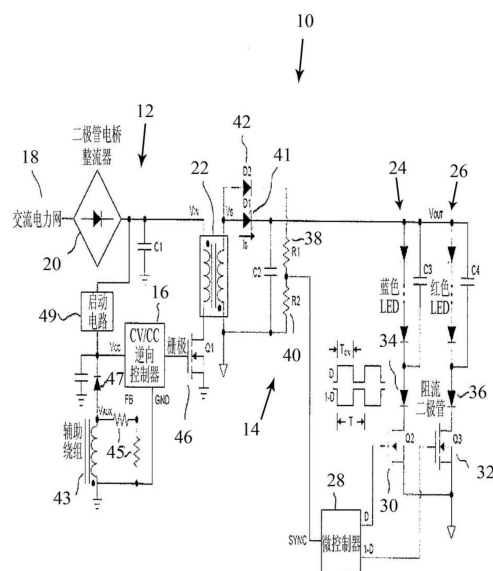 10
12
二极管电桥
整流器
18
交流电力网
20
C1
22
Vs
42
D2
D1
41
Is
38
R1
R2
40
C2
24
26
Vout
蓝色
LED
C3
红色
LED
C4
启动
电路
49
16
CV/CC
逆向
控制器
Vcc
FB
GND
栅极
Q1
46
47
45
辅助
绕组
43
14
D
1-D
T
34
阻流
二极管
36
Q2
30
Q3
32
28
微控制器
SYNC
D
1-D